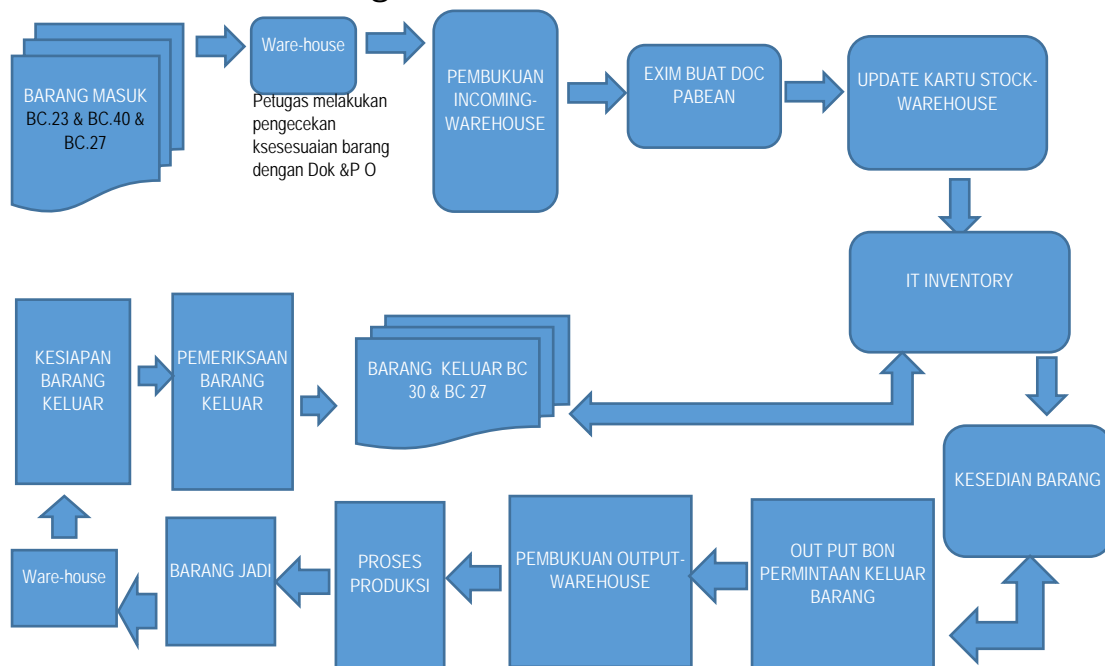 BARANG MASUK
BC.23 & BC.40 &
BC.27
Ware-house
Petugas melakukan
pengecekan
ksesesuaian barang
dengan Dok &P O
PEMBUKUAN
INCOMING-
WAREHOUSE
EXIM BUAT DOC
PABEAN
UPDATE KARTU STOCK-
WAREHOUSE
IT INVENTORY
KESIAPAN
BARANG
KELUAR
PEMERIKSAAN
BARANG
KELUAR
BARANG KELUAR BC
30 & BC 27
KESEDIAN BARANG
Ware-house
BARANG JADI
PROSES
PRODUKSI
PEMBUKUAN OUTPUT-
WAREHOUSE
OUT PUT BON
PERMINTAAN KELUAR
BARANG